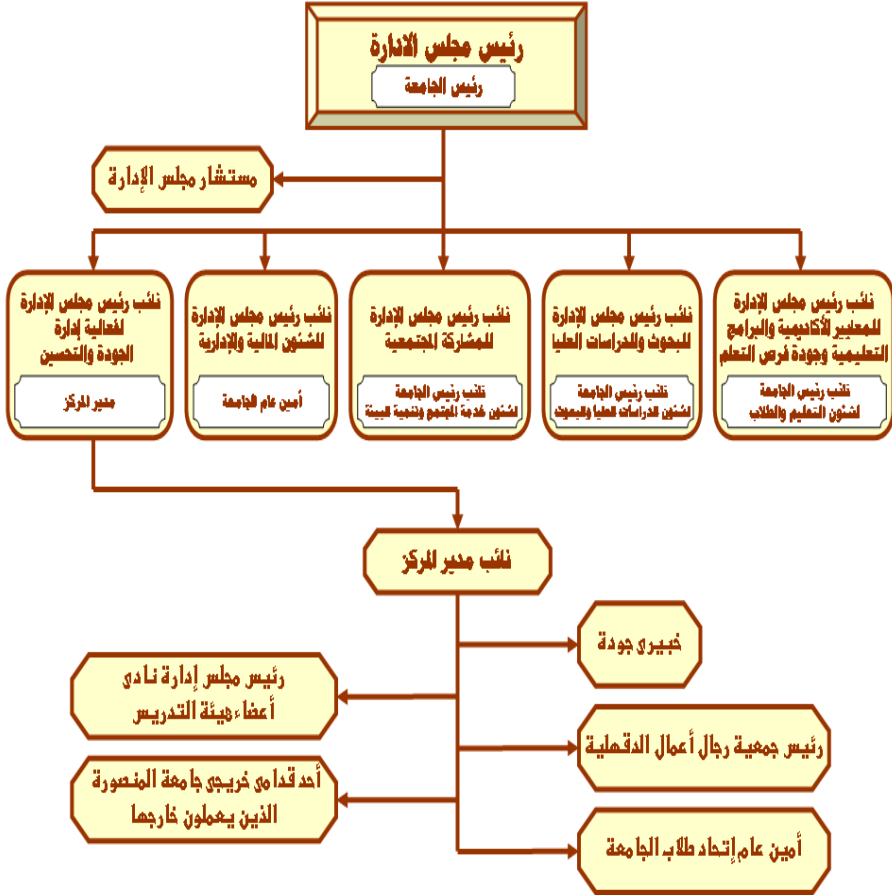 رئيس مجلس الادارة
رئيس الجامعة
مستشار مجلس الإدارة
نائب رئيس مجلس الإدارة
للمعايير الأكاديمية والبرامج
التعليمية وجودة فرص التعلم
نائب رئيس الجامعة
لشئون التعليم والطلاب
نائب رئيس مجلس الإدارة
للبحوث والدراسات العليا
نائب رئيس الجامعة
لشئون الدراسات العليا والبحوث
نائب رئيس مجلس الإدارة
للمشاركة المجتمعية
نائب رئيس الجامعة
لشئون خدمة المجتمع وتنمية البيئة
نائب رئيس مجلس الإدارة
للشئون المالية والإدارية
أمين عام الجامعة
نائب رئيس مجلس الإدارة
لفعالية إدارة
الجودة والتحسين
مدير المركز
نائب مدير المركز
خبيرى جودة
رئيس مجلس إدارة نادى
أعضاء هيئة التدريس
رئيس جمعية رجال أعمال الدقهلية
أحد قدامى خريجى جامعة المنصورة
الذين يعملون خارجها
أمين عام إتحاد طلاب الجامعة